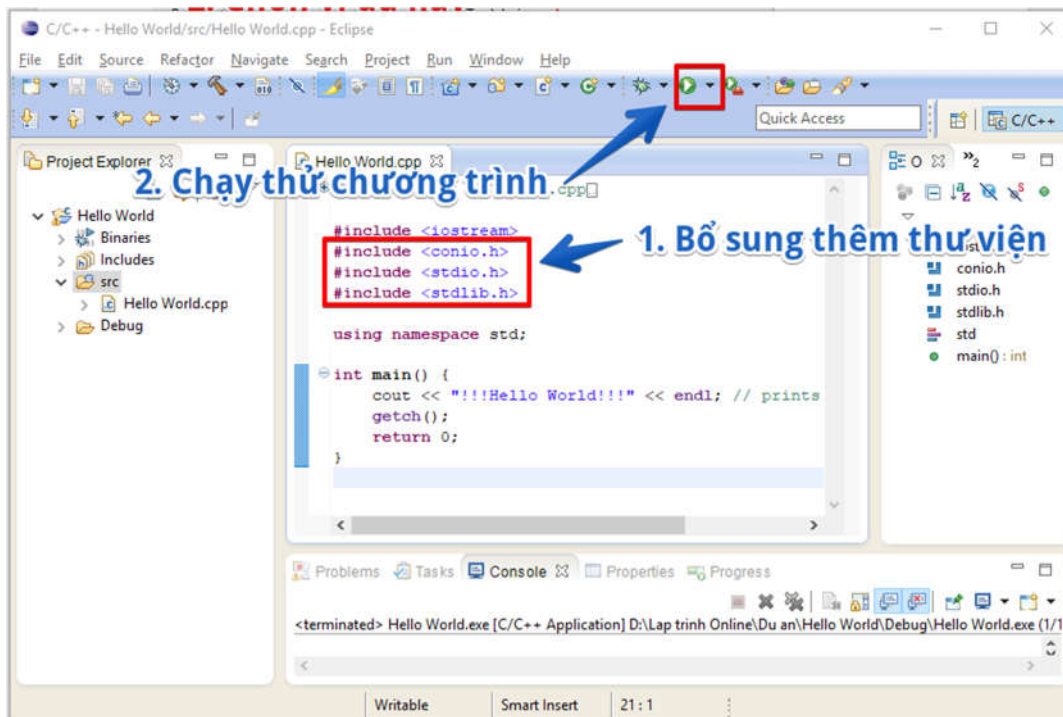 C/C++ - Hello World/src/Hello World.cpp - Eclipse
File Edit Source Refactor Navigate Search Project Run Window Help
Quick Access
C/C++
Project Explorer
Hello World.cpp
O
»2
2. Chạy thử chương trình
.cpp
Hello World
Binaries
Includes
src
Hello World.cpp
Debug
#include <iostream>
#include <conio.h>
#include <stdio.h>
#include <stdlib.h>
1. Bổ sung thêm thư viện
using namespace std;
int main() {
cout << "!!!Hello World!!!" << endl; // prints
getch();
return 0;
}
conio.h
stdio.h
stdlib.h
std
main() : int
Problems Tasks Console Properties Progress
<terminated> Hello World.exe [C/C++ Application] D:\Lap trinh Online\Du an\Hello World\Debug\Hello World.exe (1/1
Writable Smart Insert 21 : 1